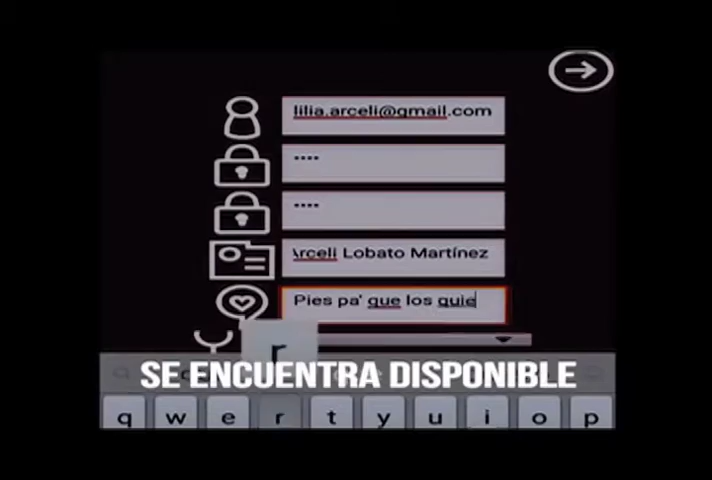 lilia.arceli@gmail.com
••••
••••
Arceli Lobato Martínez
Pies pa' que los quie
r
SE ENCUENTRA DISPONIBLE
q w e r t y u i o p